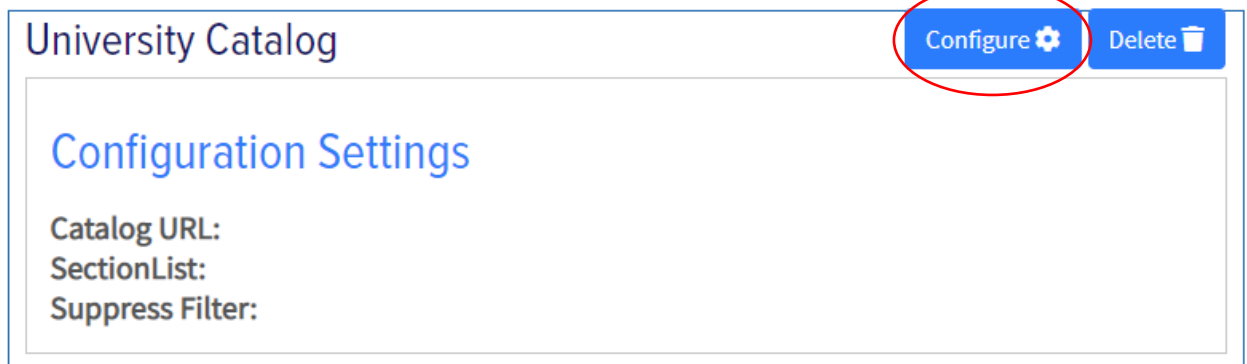 University Catalog
Configure Delete
Configuration Settings
Catalog URL:
SectionList:
Suppress Filter: